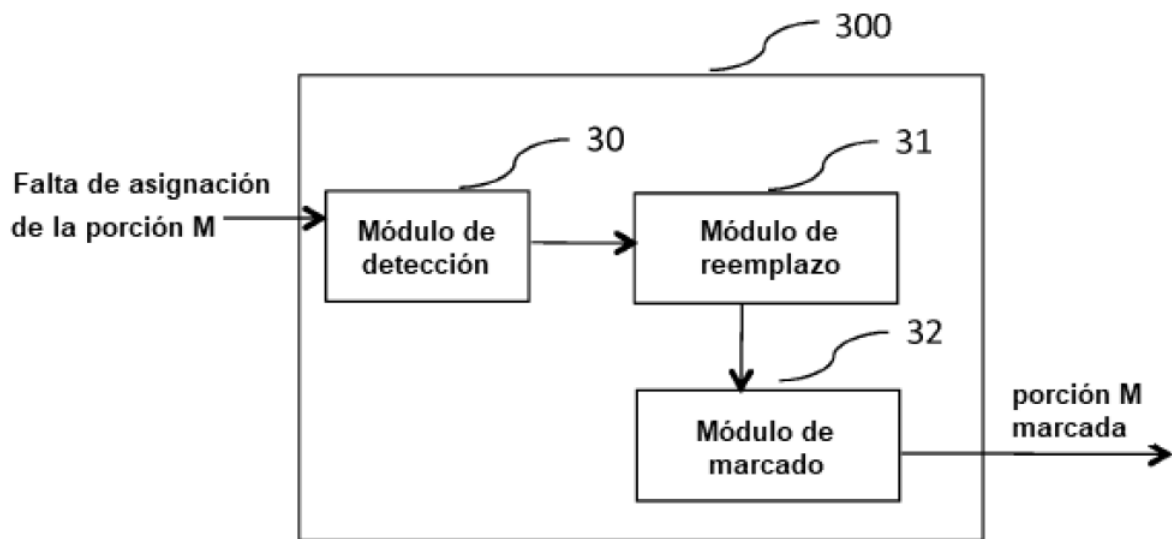 300
30
31
Falta de asignación
de la porción M
Módulo de
detección
Módulo de
reemplazo
32
Módulo de
marcado
porción M
marcada